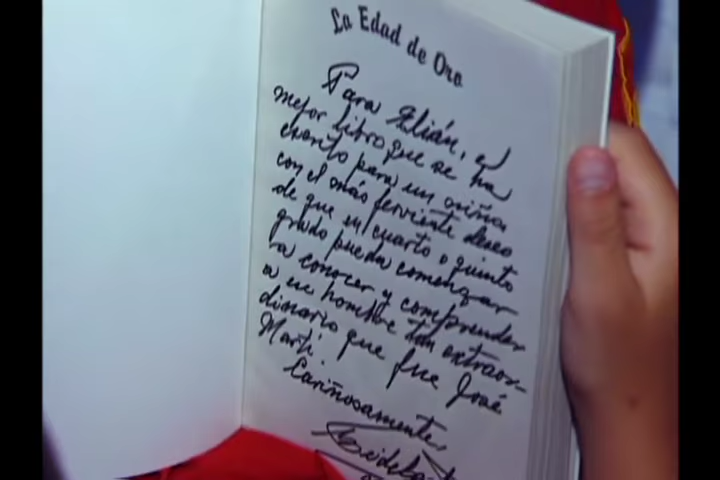 La Edad de Oro
Para Elián, el
mejor libro que se ha
escrito para un niño,
con el más ferviente deseo
de que en cuarto o quinto
grado pueda comenzar
a conocer y comprender
a un hombre tan extraor-
dinario que fue José
Martí.
Cariñosamente,